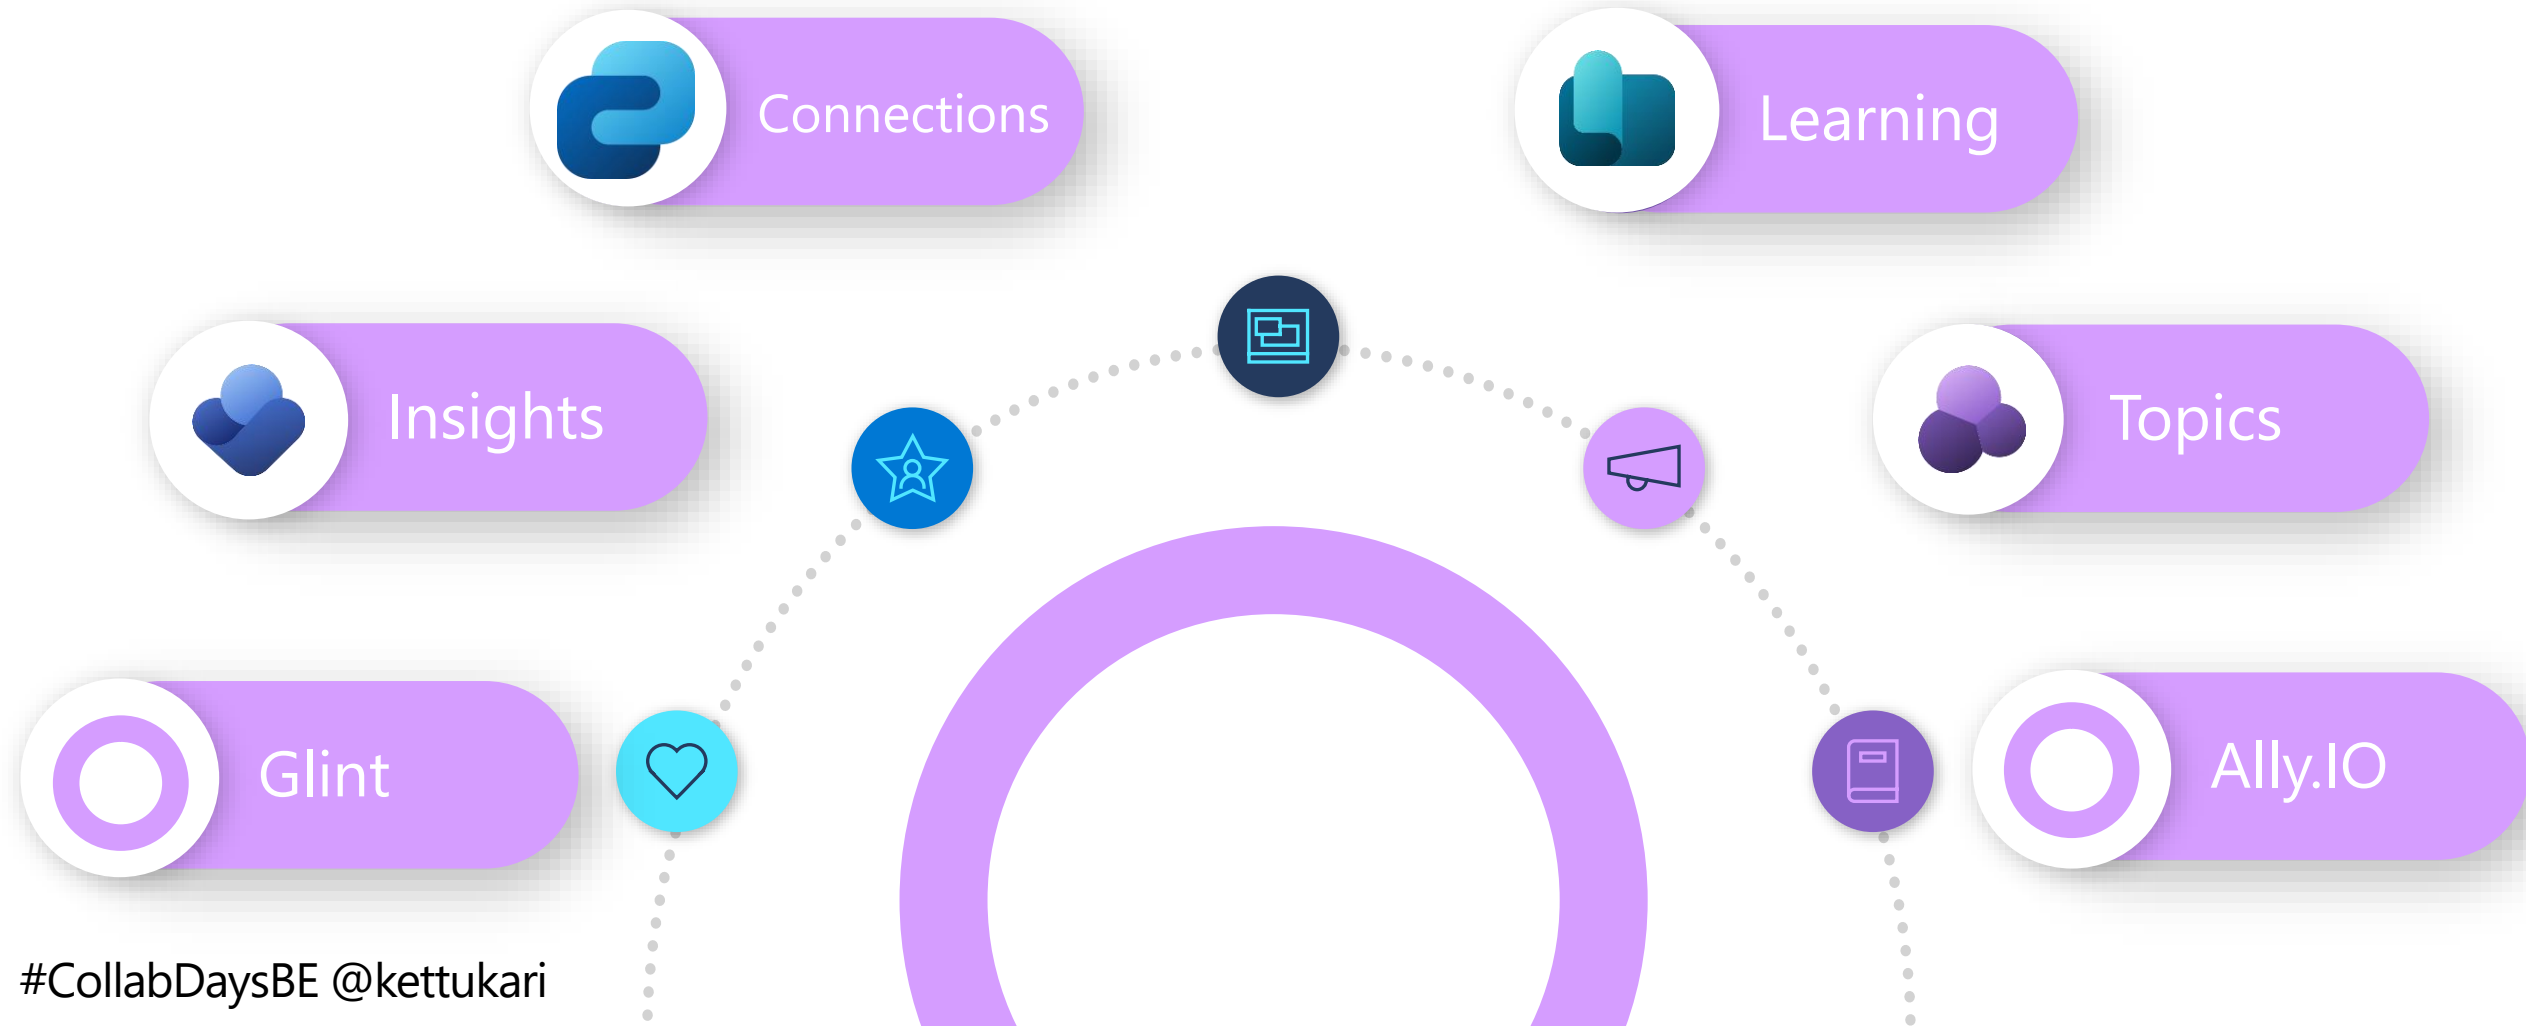 Connections
Learning
Insights
Topics
Glint
Ally.IO
#CollabDaysBE @kettukari